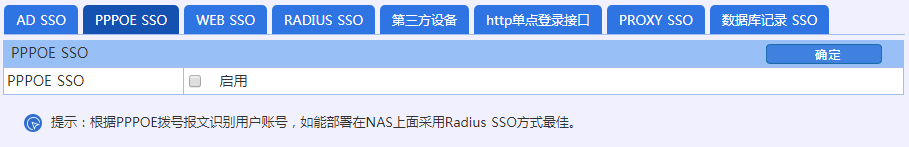 AD SSO PPPOE SSO WEB SSO RADIUS SSO 第三方设备 http单点登录接口 PROXY SSO 数据库记录 SSO
PPPOE SSO 确定
PPPOE SSO 启用
提示：根据PPPOE拨号报文识别用户账号，如能部署在NAS上面采用Radius SSO方式最佳。